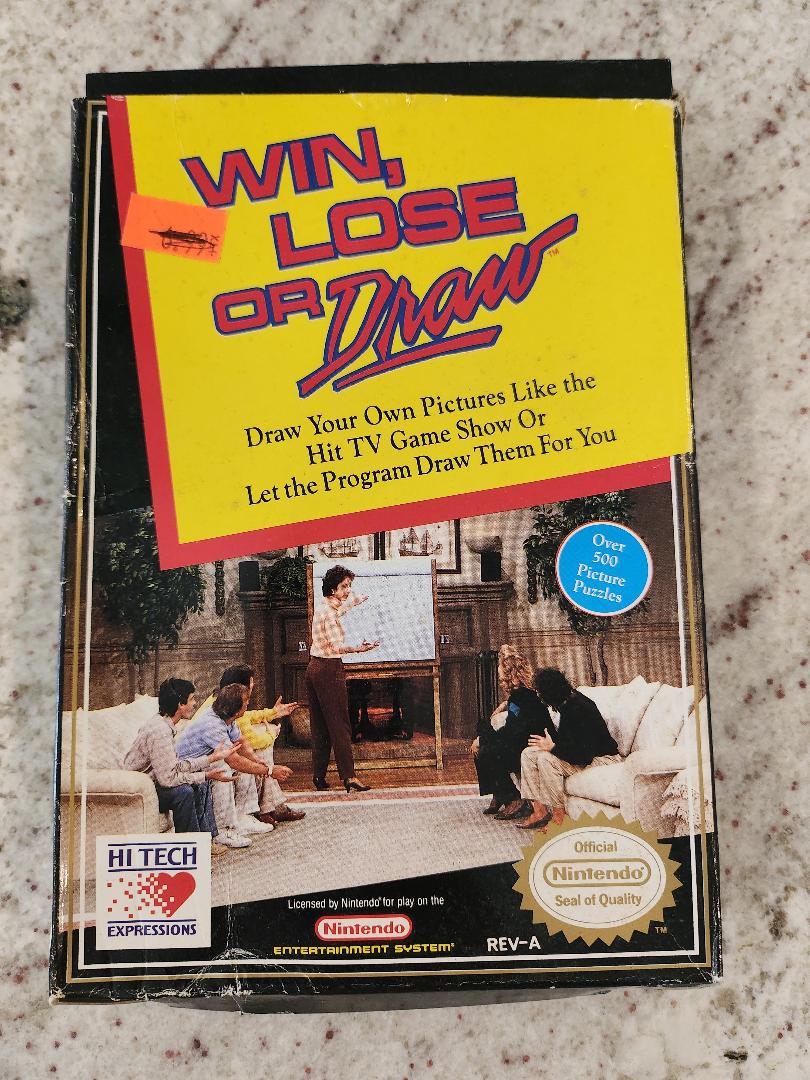 WIN,
LOSE
OR Draw™
Draw Your Own Pictures Like the
Hit TV Game Show Or
Let the Program Draw Them For You
Over
500
Picture
Puzzles
HI TECH
EXPRESSIONS
Licensed by Nintendo® for play on the
Nintendo®
ENTERTAINMENT SYSTEM®
REV-A
Official
Nintendo®
Seal of Quality
TM